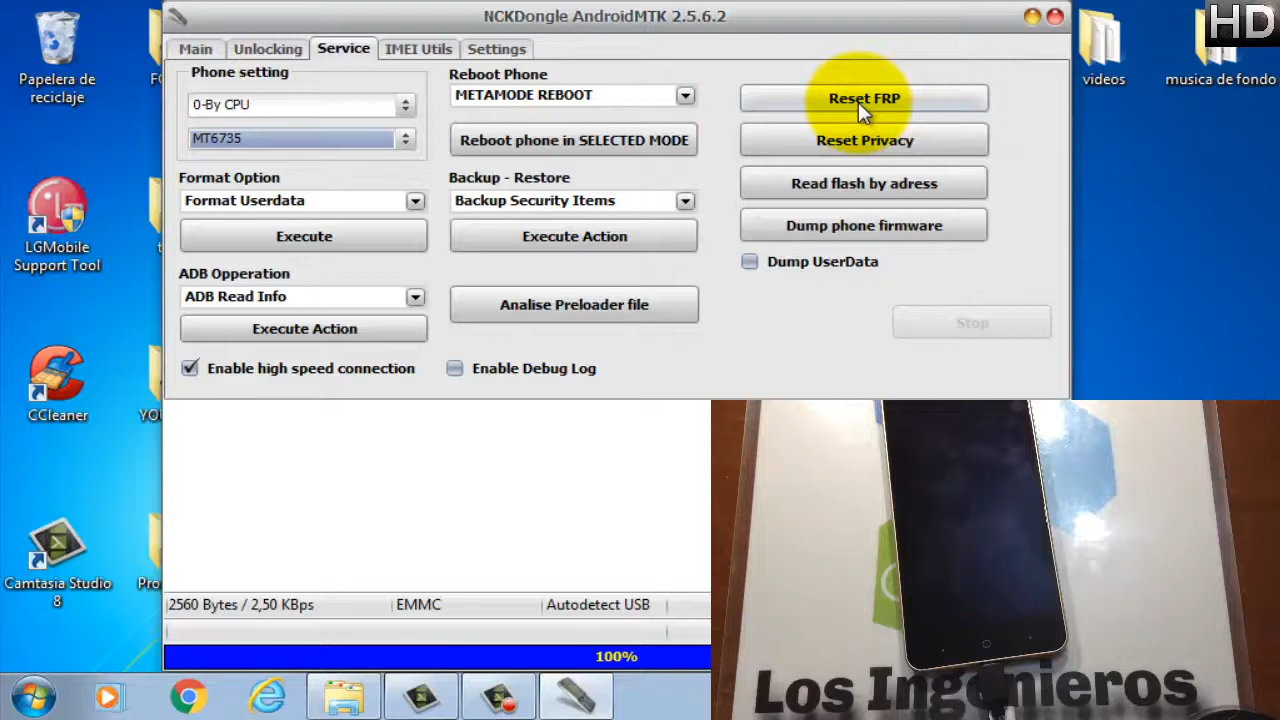 NCKDongle AndroidMTK 2.5.6.2
HD
Papelera de
reciclaje
videos
musica de fondo
LGMobile
Support Tool
CCleaner
Camtasia Studio
8
Main
Unlocking
Service
IMEI Utils
Settings
Phone setting
0-By CPU
MT6735
Format Option
Format Userdata
Execute
ADB Opperation
ADB Read Info
Execute Action
Enable high speed connection
Reboot Phone
METAMODE REBOOT
Reboot phone in SELECTED MODE
Backup - Restore
Backup Security Items
Execute Action
Analise Preloader file
Enable Debug Log
Reset FRP
Reset Privacy
Read flash by adress
Dump phone firmware
Dump UserData
Stop
2560 Bytes / 2,50 KBps
EMMC
Autodetect USB
100%
Los Ingenieros